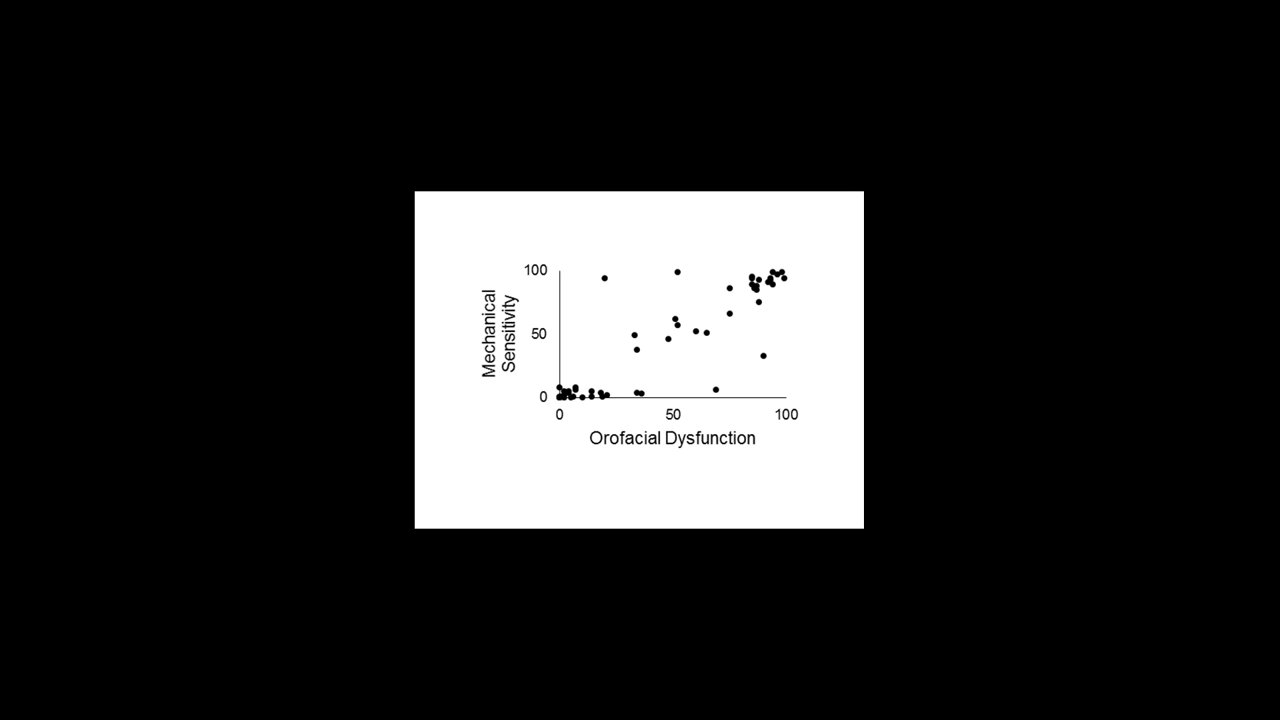 100
Mechanical
Sensitivity
50
0
0 50 100
Orofacial Dysfunction